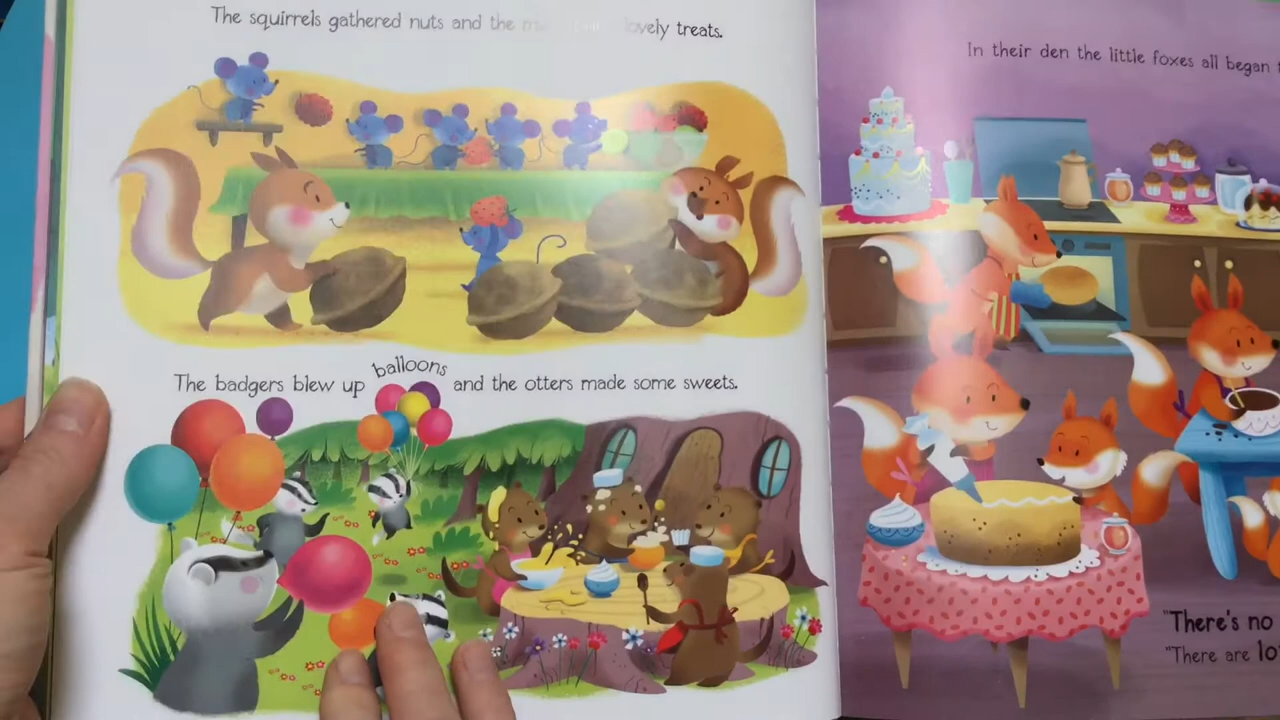 The squirrels gathered nuts and the lovely treats.
The badgers blew up balloons and the otters made some sweets.
In their den the little foxes all began
"There's no
"There are